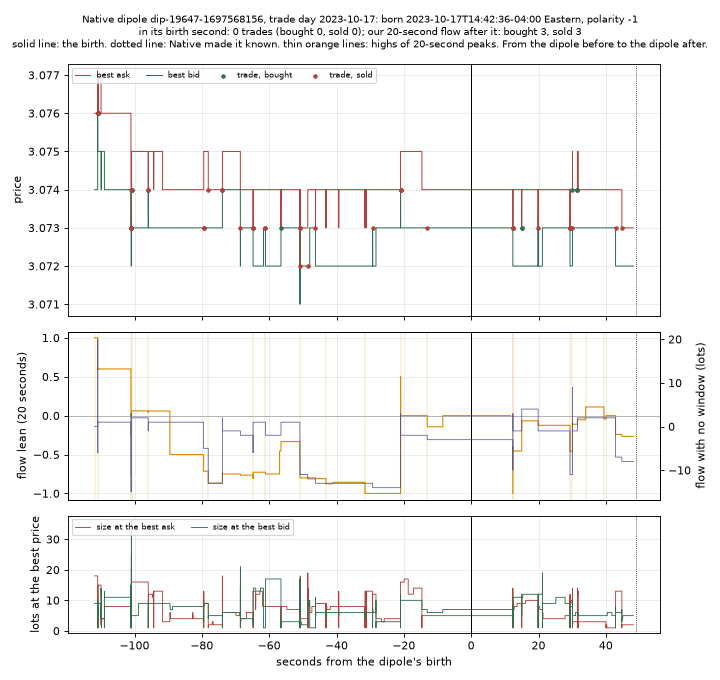 Native dipole dip-19647-1697568156, trade day 2023-10-17: born 2023-10-17T14:42:36-04:00 Eastern, polarity -1
in its birth second: 0 trades (bought 0, sold 0); our 20-second flow after it: bought 3, sold 3
solid line: the birth. dotted line: Native made it known. thin orange lines: highs of 20-second peaks. From the dipole before to the dipole after.
best ask
best bid
trade, bought
trade, sold
3.077
3.076
3.075
3.074
3.073
3.072
3.071
price
1.0
0.5
0.0
−0.5
−1.0
flow lean (20 seconds)
20
10
0
−10
flow with no window (lots)
size at the best ask
size at the best bid
30
20
10
0
lots at the best price
−100
−80
−60
−40
−20
0
20
40
seconds from the dipole's birth